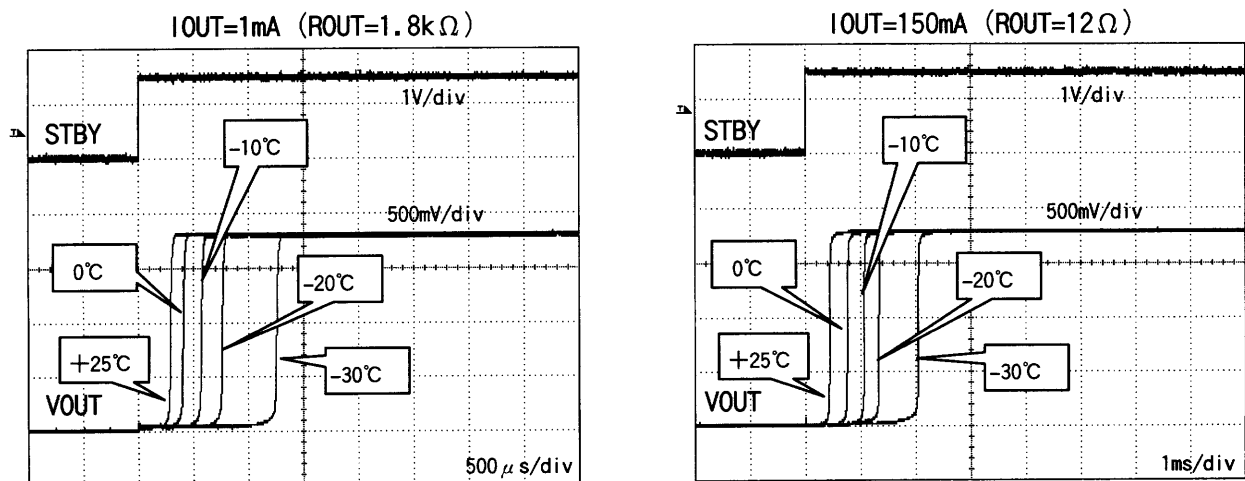 IOUT=1mA (ROUT=1.8kΩ)
1V/div
STBY
-10℃
500mV/div
0℃
-20℃
+25℃
-30℃
VOUT
500μs/div
IOUT=150mA (ROUT=12Ω)
1V/div
STBY
-10℃
500mV/div
0℃
-20℃
+25℃
-30℃
VOUT
1ms/div